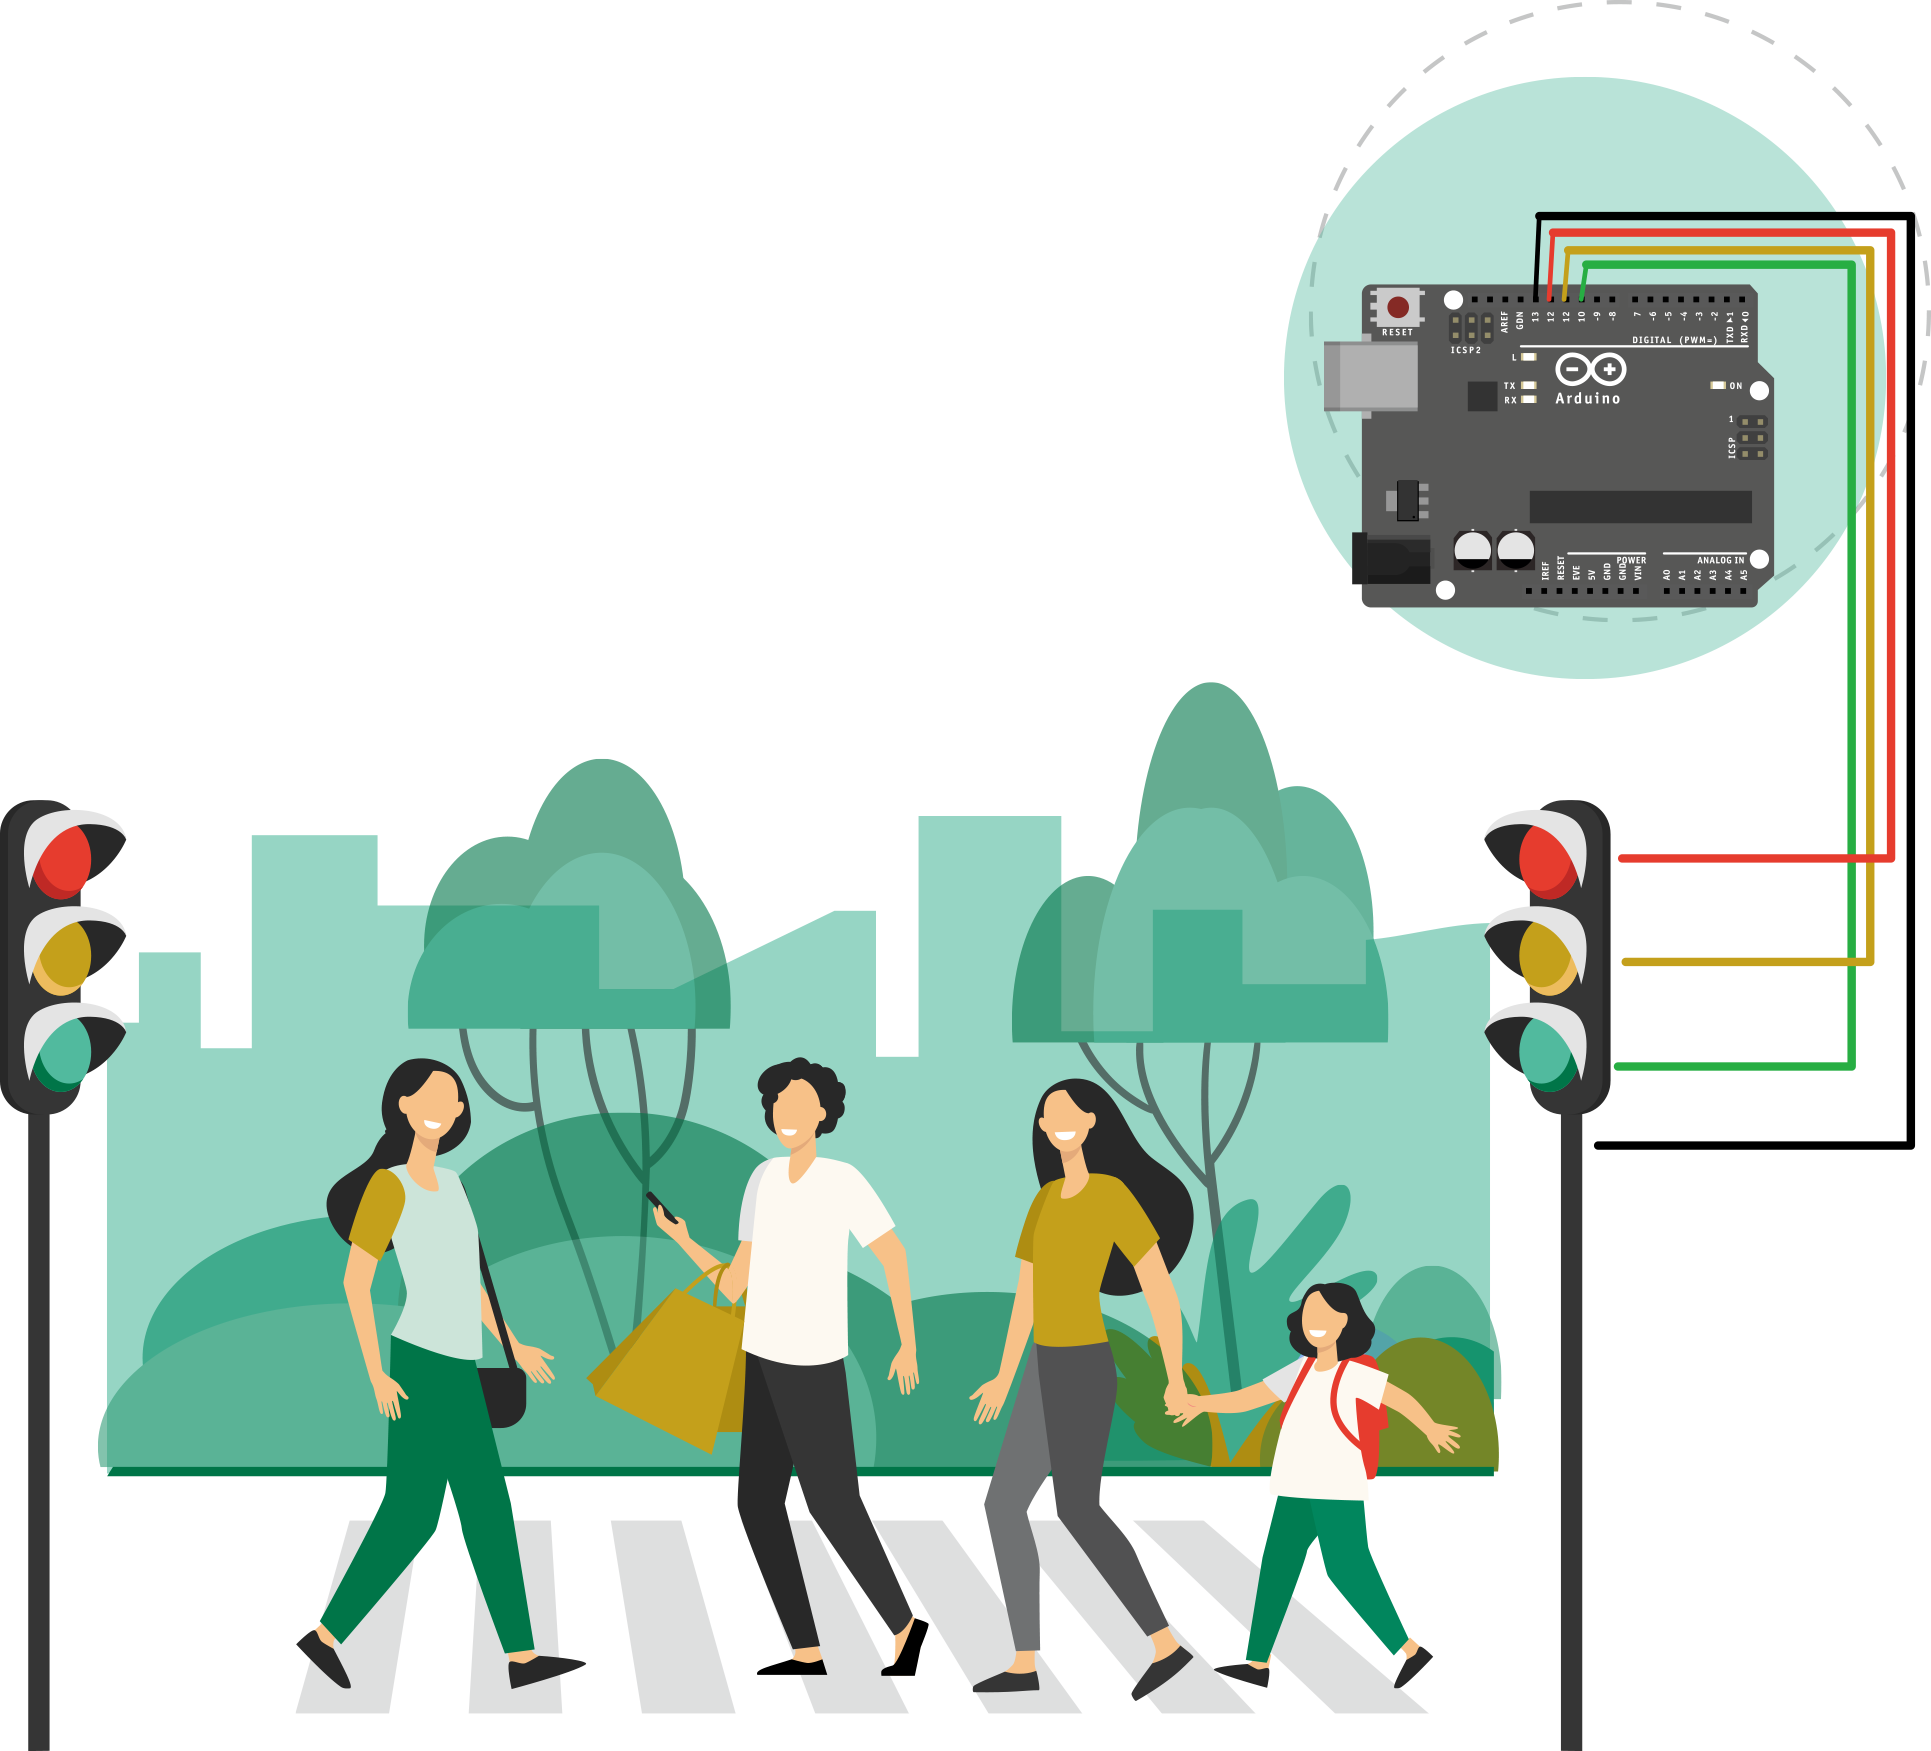 RESET
ICSP2
AREF
GDN
13
12
12
10
-9
-8
7
-6
-5
-4
-3
-2
TXD ▸1
RXD ◂0
DIGITAL (PWM=)
L
TX
RX
Arduino
ON
1
ICSP
POWER
ANALOG IN
IREF
RESET
EVE
5V
GND
GND
VIN
A0
A1
A2
A3
A4
A5